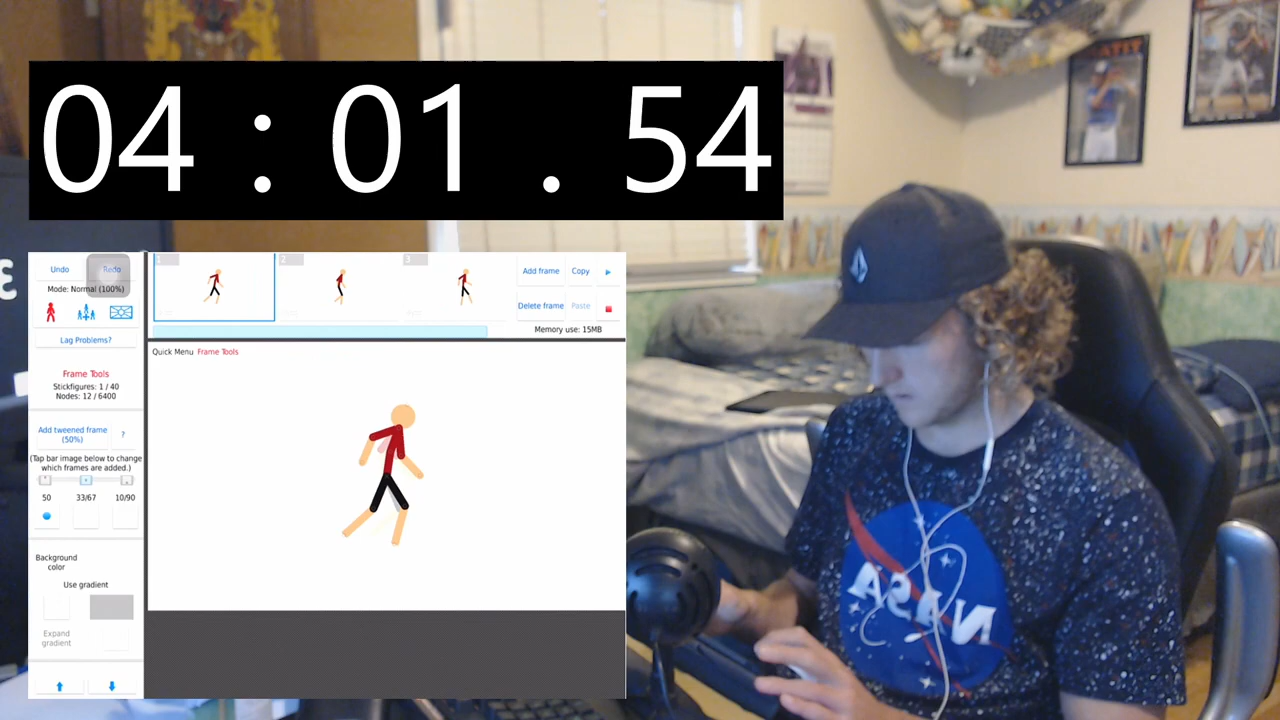 04 : 01 . 54
Undo
Redo
Mode: Normal (100%)
Lag Problems?
Frame Tools
Stickfigures: 1 / 40
Nodes: 12 / 6400
Add tweened frame
(50%)
?
(Tap bar image below to change
which frames are added.)
50
33/67
10/90
Background
color
Use gradient
Expand
gradient
1
2
3
Add frame
Copy
Delete frame
Paste
Memory use: 15MB
Quick Menu Frame Tools
NASA